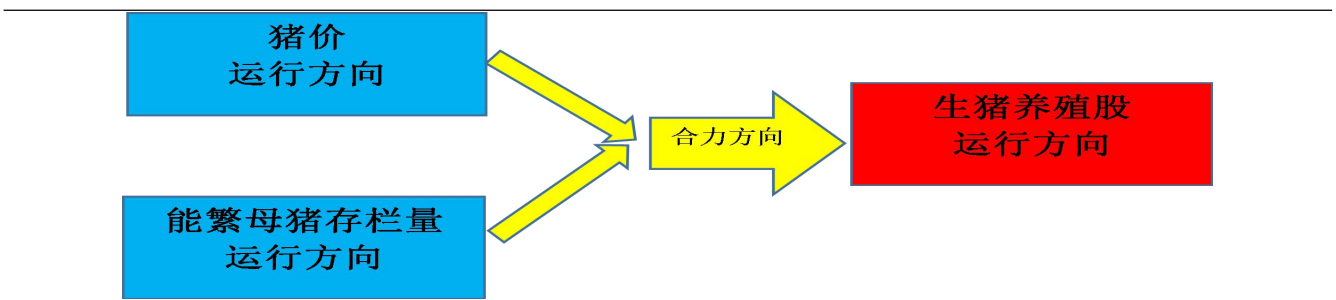 猪价
运行方向
能繁母猪存栏量
运行方向
合力方向
生猪养殖股
运行方向